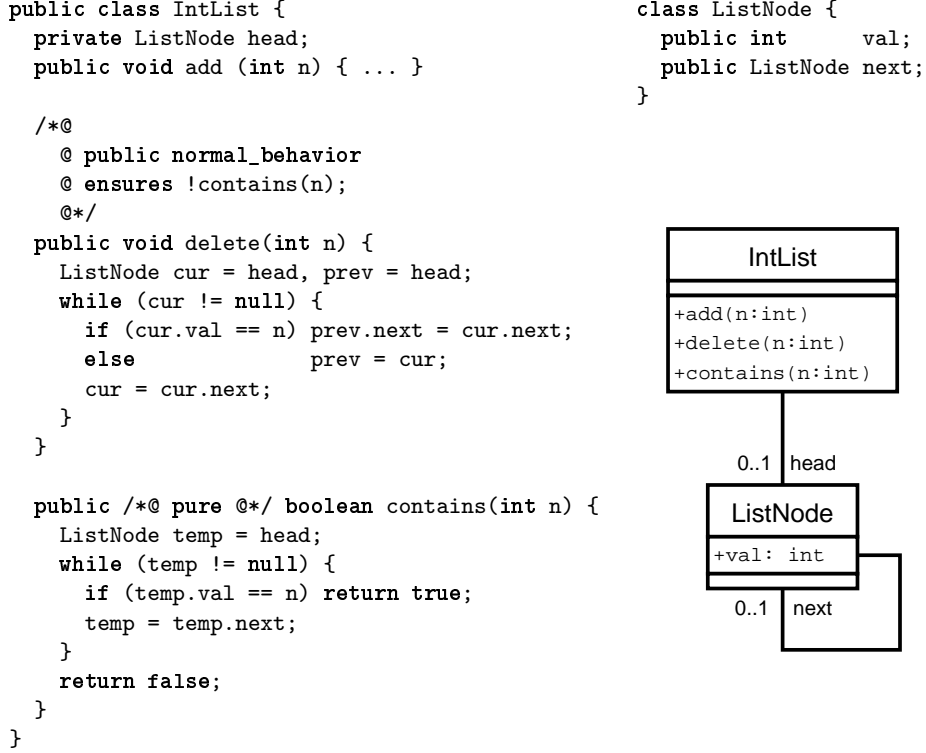 public class IntList {
  private ListNode head;
  public void add (int n) { ... }

  /*@
    @ public normal_behavior
    @ ensures !contains(n);
    @*/
  public void delete(int n) {
    ListNode cur = head, prev = head;
    while (cur != null) {
      if (cur.val == n) prev.next = cur.next;
      else              prev = cur;
      cur = cur.next;
    }
  }

  public /*@ pure @*/ boolean contains(int n) {
    ListNode temp = head;
    while (temp != null) {
      if (temp.val == n) return true;
      temp = temp.next;
    }
    return false;
  }
}
class ListNode {
  public int      val;
  public ListNode next;
}
IntList
+add(n:int)
+delete(n:int)
+contains(n:int)
0..1 head
ListNode
+val: int
0..1 next